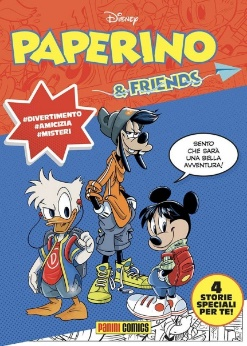 Disney
PAPERINO
& FRIENDS
#DIVERTIMENTO
#AMICIZIA
#MISTERI
SENTO
CHE SARÀ
UNA BELLA
AVVENTURA!
4
STORIE
SPECIALI
PER TE!
PANINI COMICS